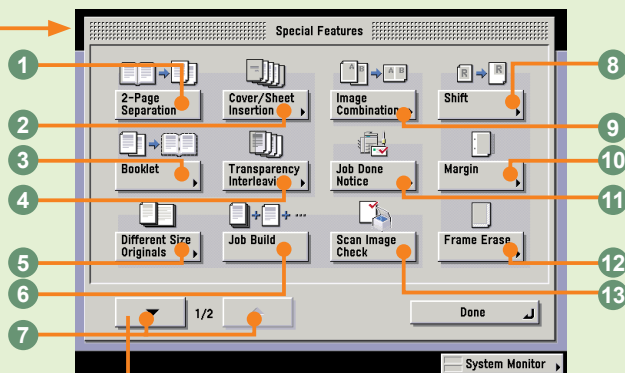 Special Features
1
2-Page
Separation
2
Cover/Sheet
Insertion
Image
Combination
9
Shift
8
3
Booklet
4
Transparency
Interleaving
Job Done
Notice
11
Margin
10
5
Different Size
Originals
6
Job Build
Scan Image
Check
13
Frame Erase
12
7
1/2
Done
System Monitor
A B
A B
R
R